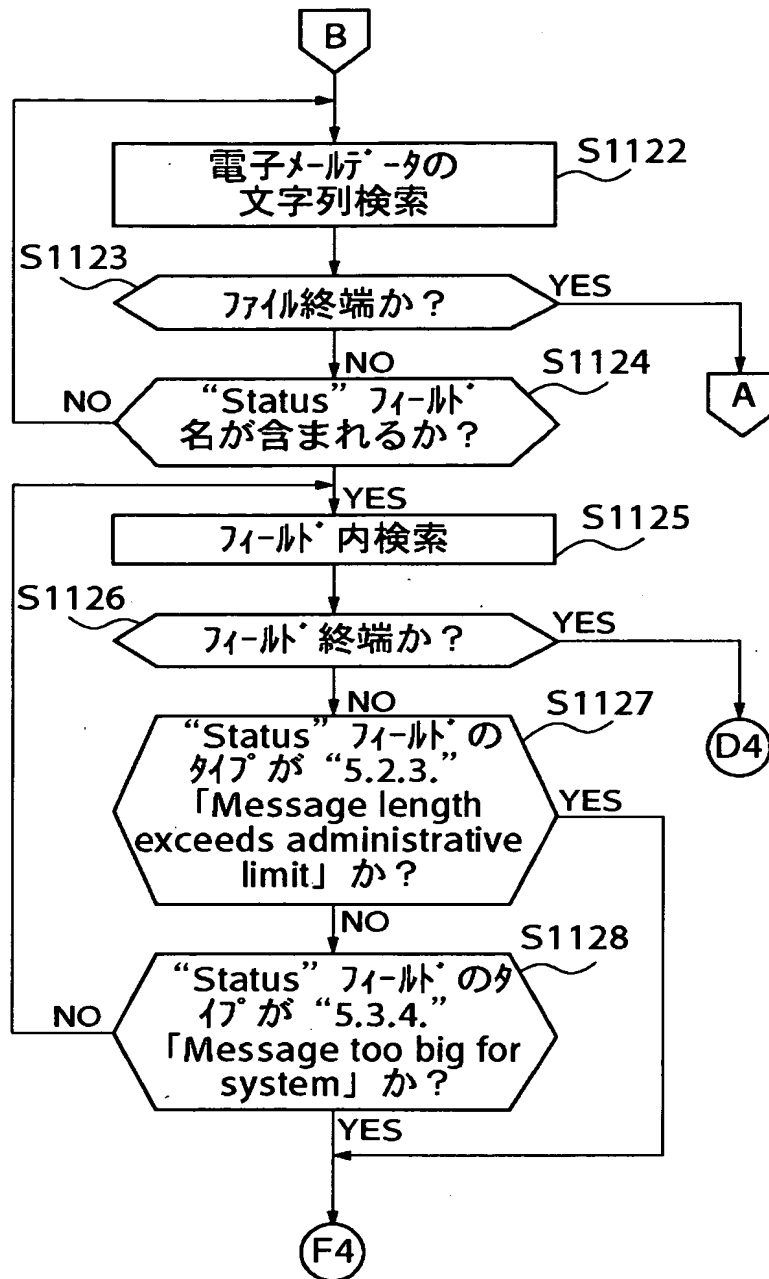 B
電子ﾒｰﾙﾃﾞｰﾀの
文字列検索
S1122
S1123
ﾌｧｲﾙ終端か？
YES
NO
S1124
NO
“Status” ﾌｨｰﾙﾄﾞ
名が含まれるか？
A
YES
ﾌｨｰﾙﾄﾞ内検索
S1125
S1126
ﾌｨｰﾙﾄﾞ終端か？
YES
NO
S1127
D4
“Status” ﾌｨｰﾙﾄﾞの
ﾀｲﾌﾟが “5.2.3.”
「Message length
exceeds administrative
limit」か？
YES
NO
S1128
“Status” ﾌｨｰﾙﾄﾞのﾀ
ｲﾌﾟが “5.3.4.”
「Message too big for
system」か？
NO
YES
F4